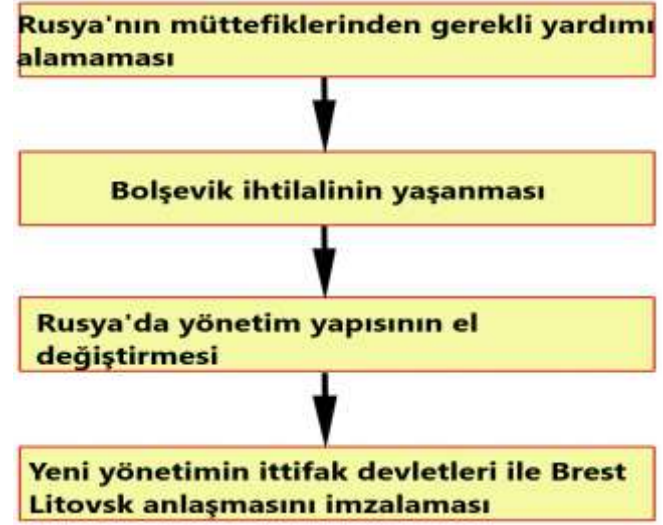 Rusya'nın müttefiklerinden gerekli yardımı
alamaması
Bolşevik ihtilalinin yaşanması
Rusya'da yönetim yapısının el
değiştirmesi
Yeni yönetimin ittifak devletleri ile Brest
Litovsk anlaşmasını imzalaması